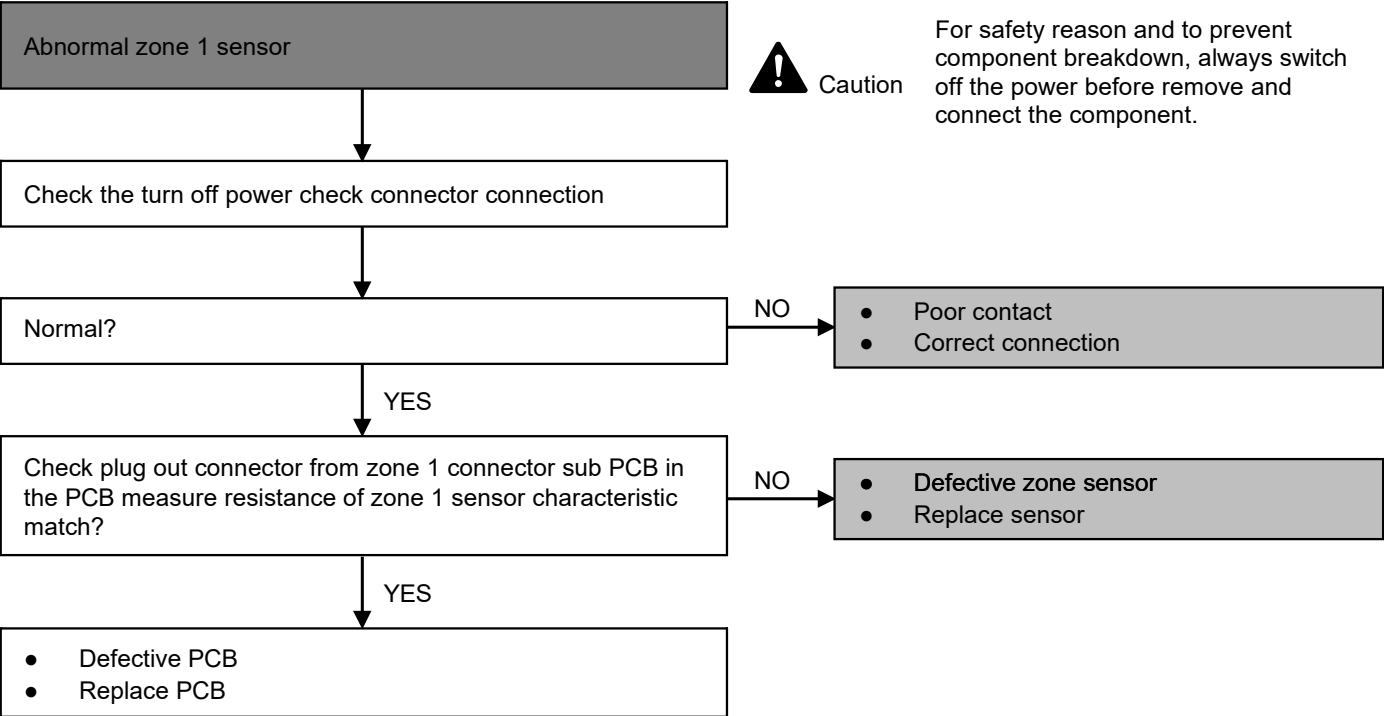 Abnormal zone 1 sensor
Caution
For safety reason and to prevent
component breakdown, always switch
off the power before remove and
connect the component.
Check the turn off power check connector connection
Normal?
NO
● Poor contact
● Correct connection
YES
Check plug out connector from zone 1 connector sub PCB in
the PCB measure resistance of zone 1 sensor characteristic
match?
NO
● Defective zone sensor
● Replace sensor
YES
● Defective PCB
● Replace PCB